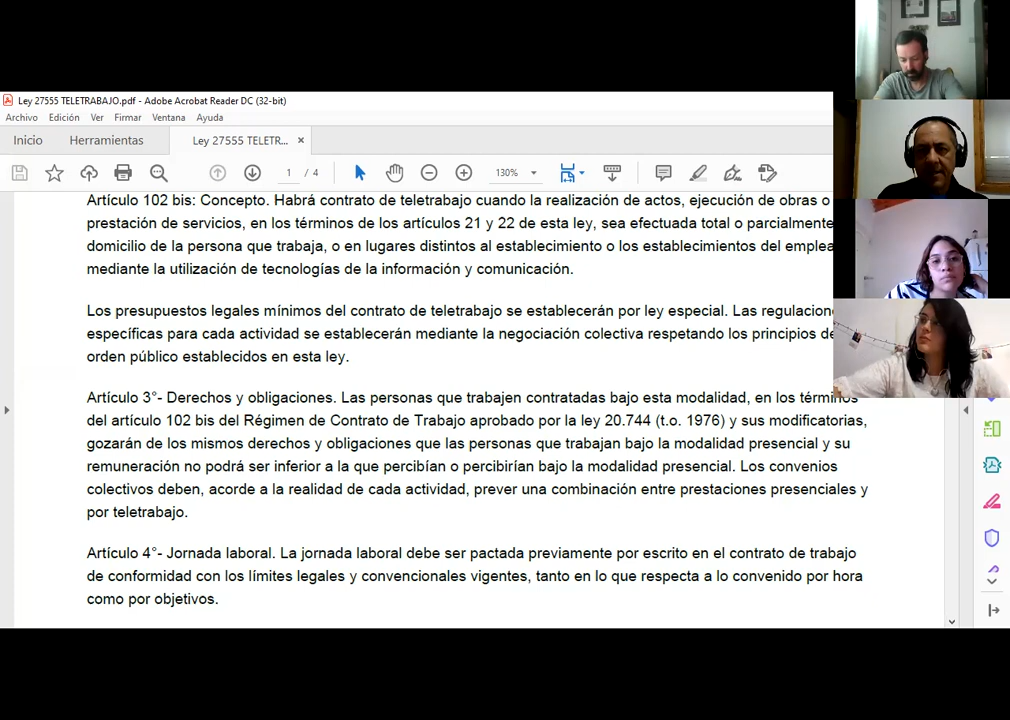 Ley 27555 TELETRABAJO.pdf - Adobe Acrobat Reader DC (32-bit)
Archivo Edición Ver Firmar Ventana Ayuda
Inicio Herramientas Ley 27555 TELETR... ×
1 / 4 130%
Artículo 102 bis: Concepto. Habrá contrato de teletrabajo cuando la realización de actos, ejecución de obras o
prestación de servicios, en los términos de los artículos 21 y 22 de esta ley, sea efectuada total o parcialmente
domicilio de la persona que trabaja, o en lugares distintos al establecimiento o los establecimientos del
mediante la utilización de tecnologías de la información y comunicación.
Los presupuestos legales mínimos del contrato de teletrabajo se establecerán por ley especial. Las
específicas para cada actividad se establecerán mediante la negociación colectiva respetando los principios de
orden público establecidos en esta ley.
Artículo 3°- Derechos y obligaciones. Las personas que trabajen contratadas bajo esta modalidad, en los términos
del artículo 102 bis del Régimen de Contrato de Trabajo aprobado por la ley 20.744 (t.o. 1976) y sus modificatorias,
gozarán de los mismos derechos y obligaciones que las personas que trabajan bajo la modalidad presencial y su
remuneración no podrá ser inferior a la que percibían o percibirían bajo la modalidad presencial. Los convenios
colectivos deben, acorde a la realidad de cada actividad, prever una combinación entre prestaciones presenciales y
por teletrabajo.
Artículo 4°- Jornada laboral. La jornada laboral debe ser pactada previamente por escrito en el contrato de trabajo
de conformidad con los límites legales y convencionales vigentes, tanto en lo que respecta a lo convenido por hora
como por objetivos.